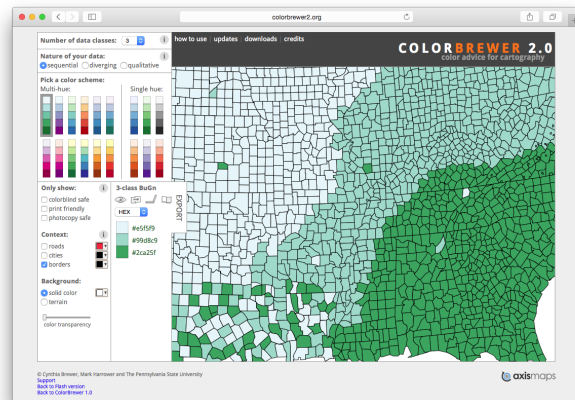 colorbrewer2.org
Number of data classes: 3 i
how to use | updates | downloads | credits
COLORBREWER 2.0
color advice for cartography
Nature of your data: i
sequential diverging qualitative
Pick a color scheme:
Multi-hue: Single hue:
Only show: i
colorblind safe
print friendly
photocopy safe
Context: i
roads
cities
borders
Background:
solid color
terrain
color transparency
3-class BuGn
EXPORT
HEX
#e5f5f9
#99d8c9
#2ca25f
© Cynthia Brewer, Mark Harrower and The Pennsylvania State University
Support
Back to Flash version
Back to ColorBrewer 1.0
axismaps